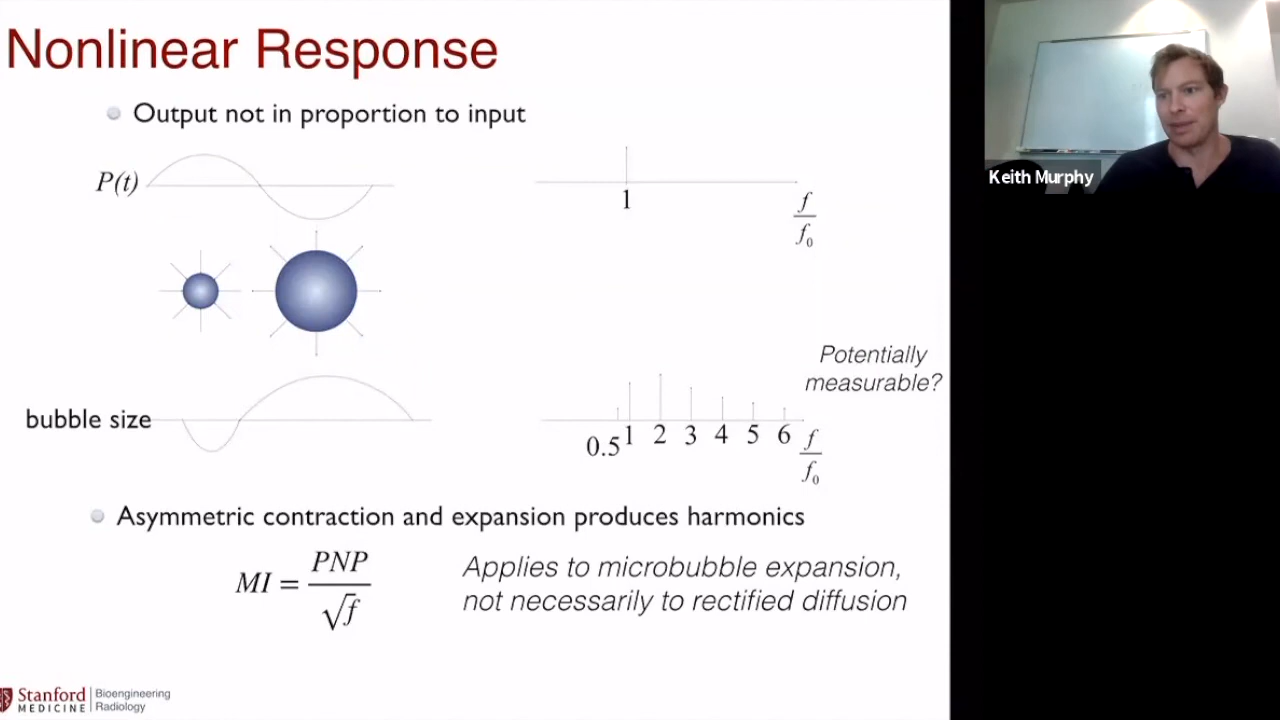 Nonlinear Response
Output not in proportion to input
P(t)
1
f
f₀
Keith Murphy
Potentially
measurable?
bubble size
0.5 1 2 3 4 5 6
f
f₀
Asymmetric contraction and expansion produces harmonics
MI = PNP / √f
Applies to microbubble expansion,
not necessarily to rectified diffusion
Stanford
MEDICINE
Bioengineering
Radiology